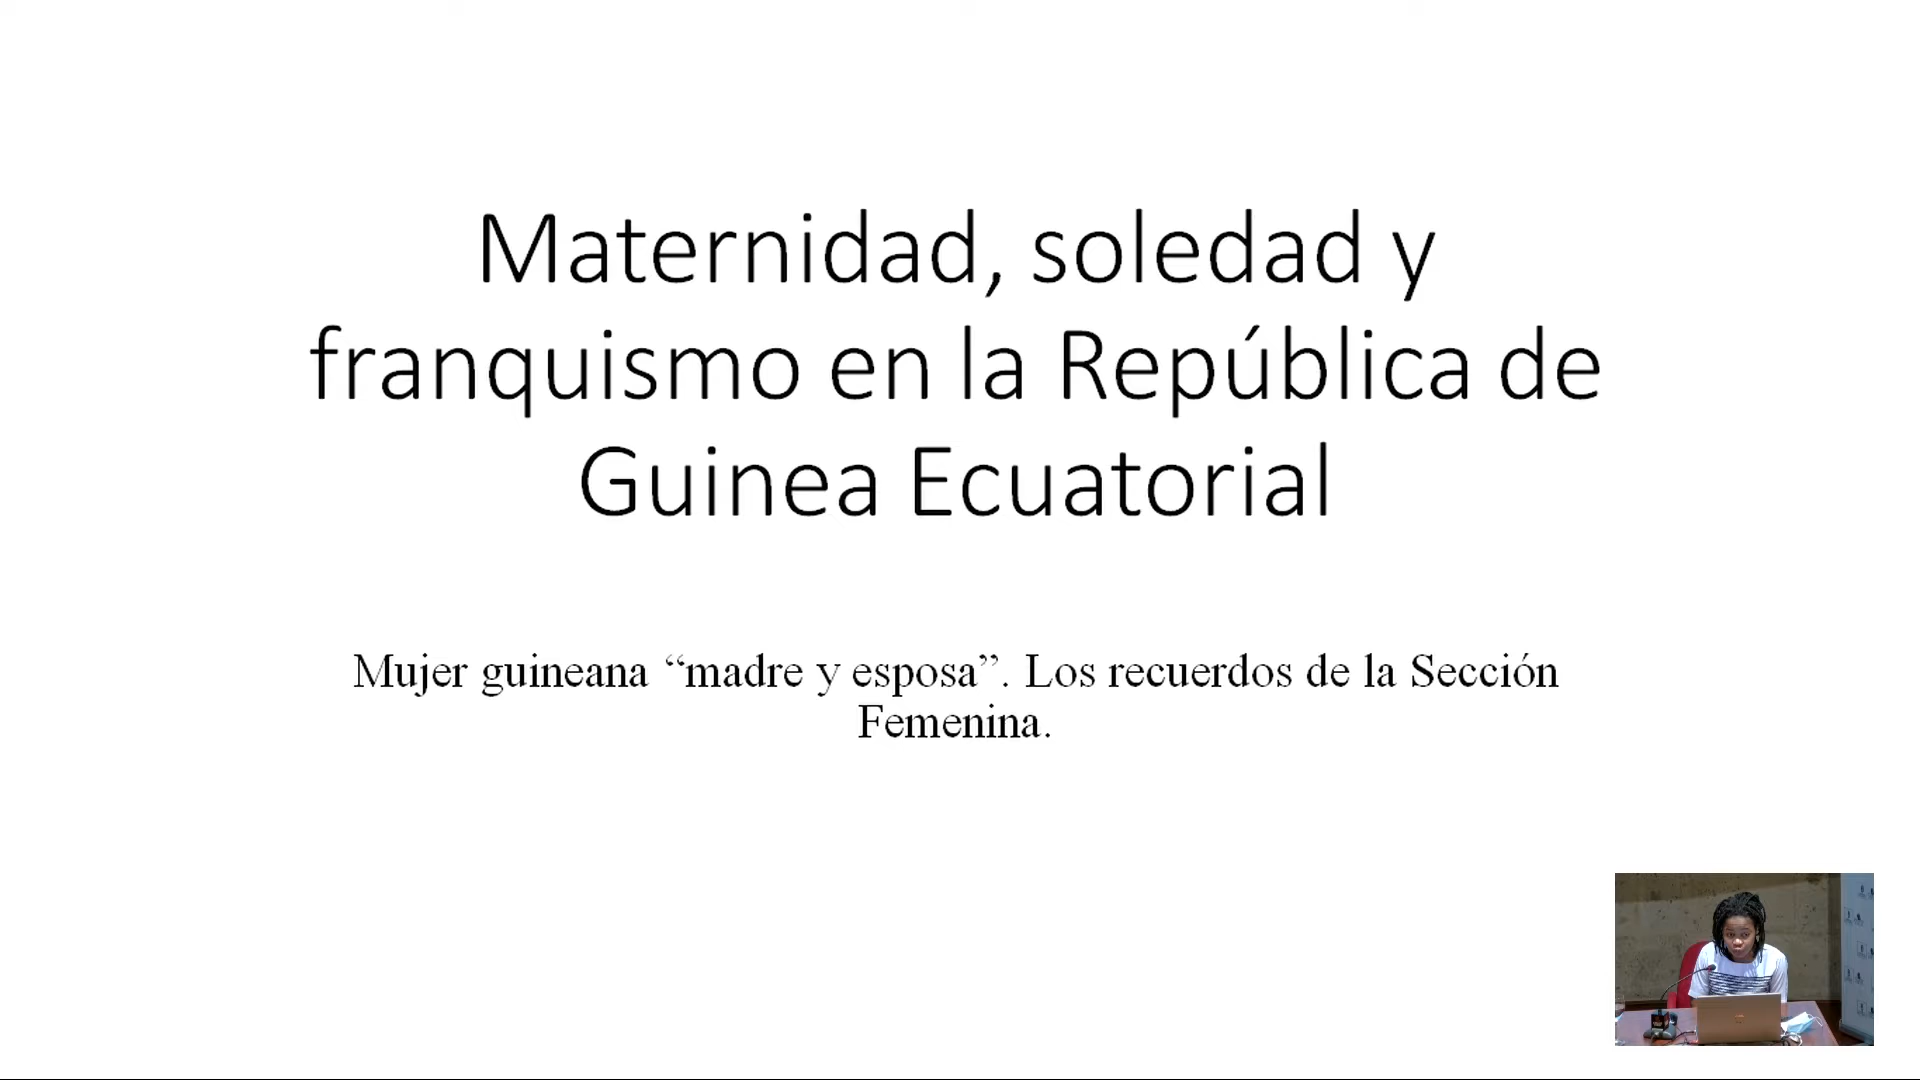 Maternidad, soledad y
franquismo en la República de
Guinea Ecuatorial
Mujer guineana “madre y esposa”. Los recuerdos de la Sección
Femenina.